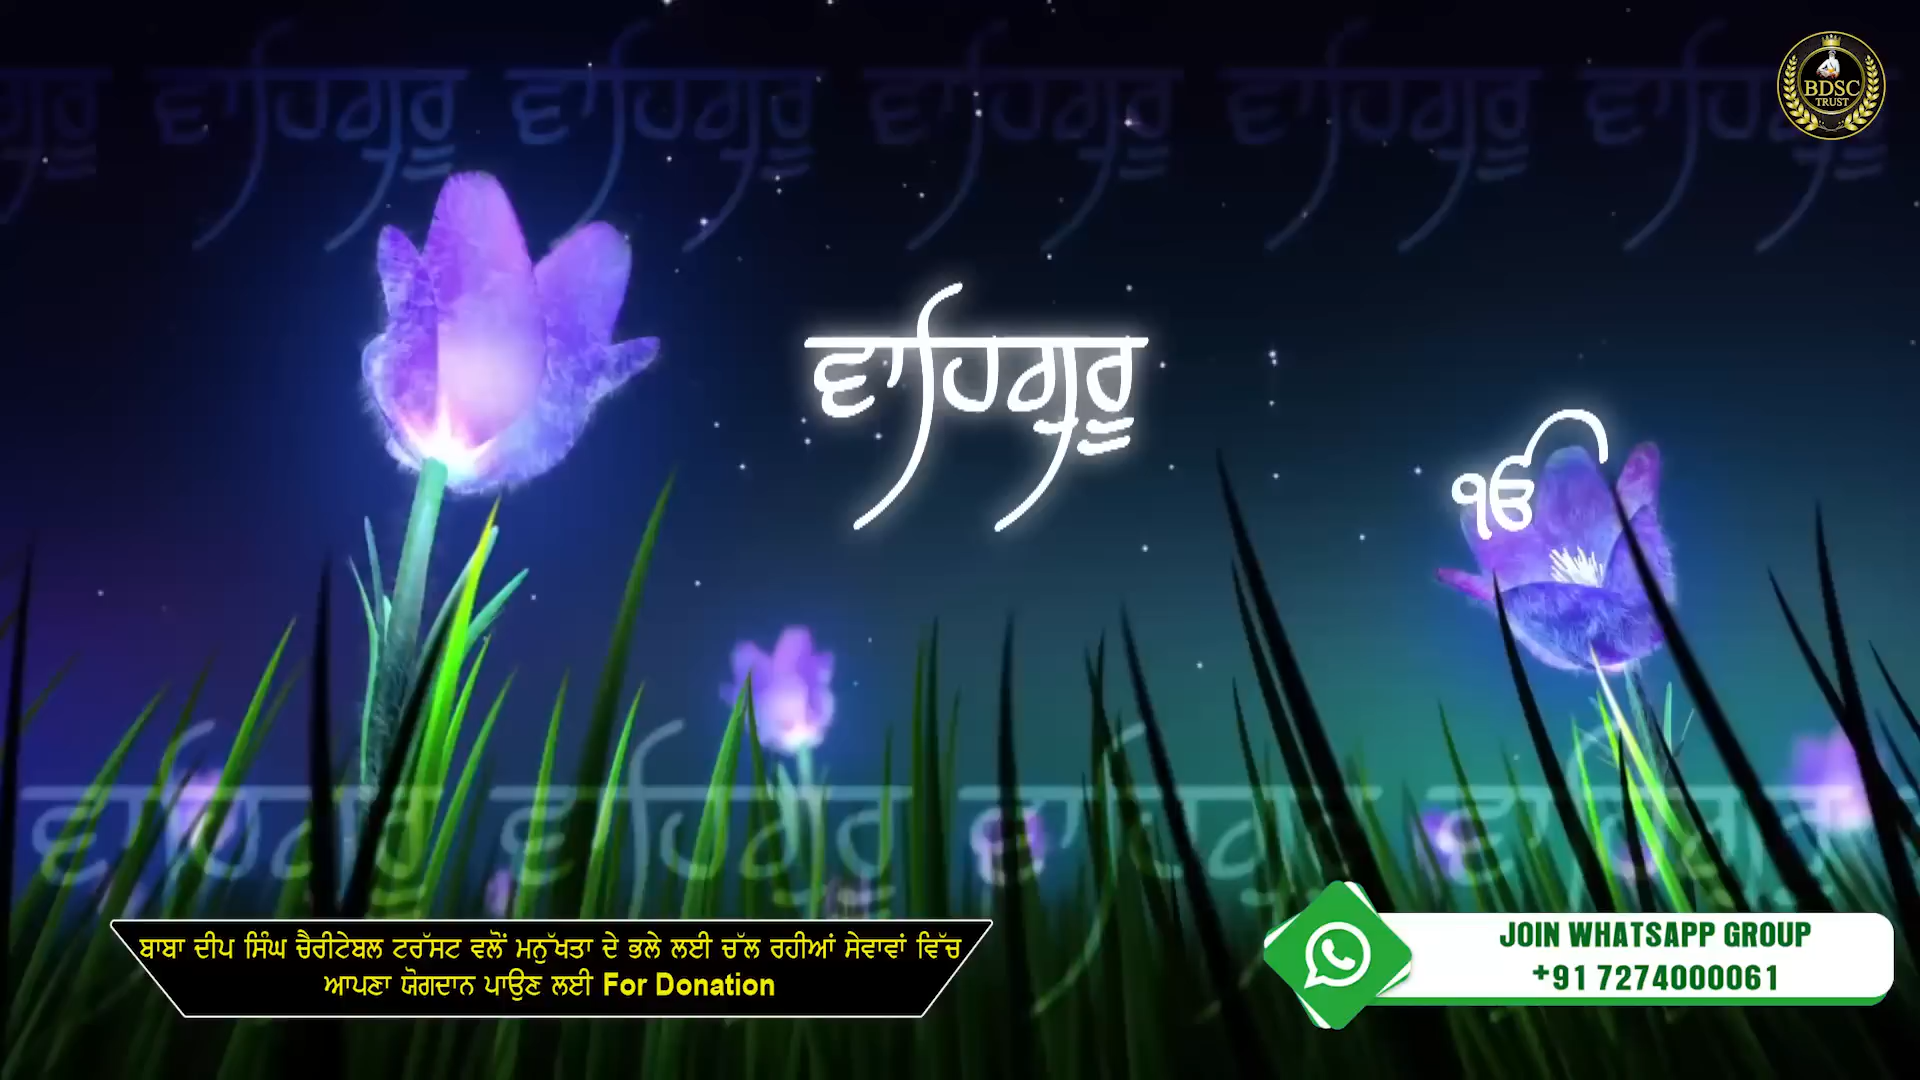 ਵਾਹਿਗੁਰੂ ਵਾਹਿਗੁਰੂ ਵਾਹਿਗੁਰੂ ਵਾਹਿਗੁਰੂ ਵਾਹਿਗੁਰੂ
BDSC
TRUST
ਵਾਹਿਗੁਰੂ
ੴ
ਵਾਹਿਗੁਰੂ ਵਾਹਿਗੁਰੂ ਵਾਹਿਗੁਰੂ ਵਾਹਿਗੁਰੂ
ਬਾਬਾ ਦੀਪ ਸਿੰਘ ਚੈਰੀਟੇਬਲ ਟਰੱਸਟ ਵਲੋਂ ਮਨੁੱਖਤਾ ਦੇ ਭਲੇ ਲਈ ਚੱਲ ਰਹੀਆਂ ਸੇਵਾਵਾਂ ਵਿੱਚ
ਆਪਣਾ ਯੋਗਦਾਨ ਪਾਉਣ ਲਈ For Donation
JOIN WHATSAPP GROUP
+91 7274000061